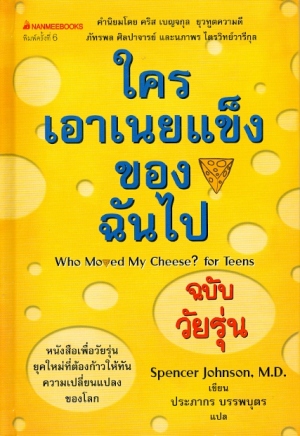 NANMEEBOOKS
พิมพ์ครั้งที่ 6
คำนิยมโดย คริส เบญจกุล ยุวทูตความดี
ภัทรพล ศิลปาจารย์ และนภาพร ไตรวิทย์วารีกุล
ใคร
เอาเนยแข็ง
ของ
ฉันไป
Who Moved My Cheese? for Teens
ฉบับ
วัยรุ่น
หนังสือเพื่อวัยรุ่น
ยุคใหม่ที่ต้องก้าวให้ทัน
ความเปลี่ยนแปลง
ของโลก
Spencer Johnson, M.D.
เขียน
ประภากร บรรพบุตร
แปล